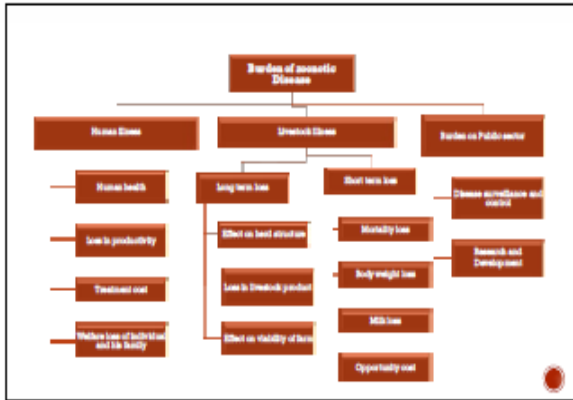 Burden of zoonotic
Disease
Human illness
Livestock illness
Burden on Public sector
Human health
Long term loss
Short term loss
Disease surveillance and
control
Loss in productivity
Effect on herd structure
Mortality loss
Research and
Development
Treatment cost
Loss in livestock product
Body weight loss
Welfare loss of individual
and his family
Effect on viability of farm
Milk loss
Opportunity cost